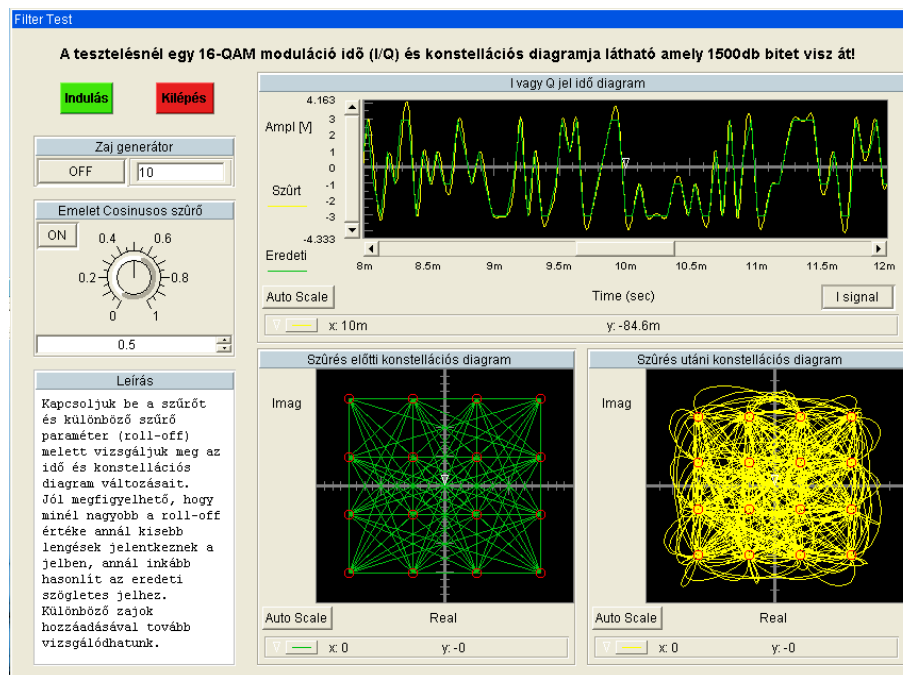 Filter Test
A tesztelésnél egy 16-QAM moduláció idő (I/Q) és konstellációs diagramja látható amely 1500db bitet visz át!
Indulás
Kilépés
Zaj generátor
OFF
10
Emelet Cosinusos szűrő
ON
0.4
0.6
0.2
0.8
0
1
0.5
Leírás
Kapcsoljuk be a szűrőt
és különböző szűrő
paraméter (roll-off)
melett vizsgáljuk meg az
idő és konstellációs
diagram változásait.
Jól megfigyelhető, hogy
minél nagyobb a roll-off
értéke annál kisebb
lengések jelentkeznek a
jelben, annál inkább
hasonlít az eredeti
szögletes jelhez.
Különböző zajok
hozzáadásával tovább
vizsgálódhatunk.
I vagy Q jel idő diagram
4.163
Ampl [V]
3
2
1
0
-1
-2
-3
-4.333
Szûrt
Eredeti
8m 8.5m 9m 9.5m 10m 10.5m 11m 11.5m 12m
Auto Scale
Time (sec)
I signal
x: 10m
y: -84.6m
Szûrés előtti konstellációs diagram
Imag
Auto Scale
Real
x: 0
y: -0
Szûrés utáni konstellációs diagram
Imag
Auto Scale
Real
x: 0
y: -0